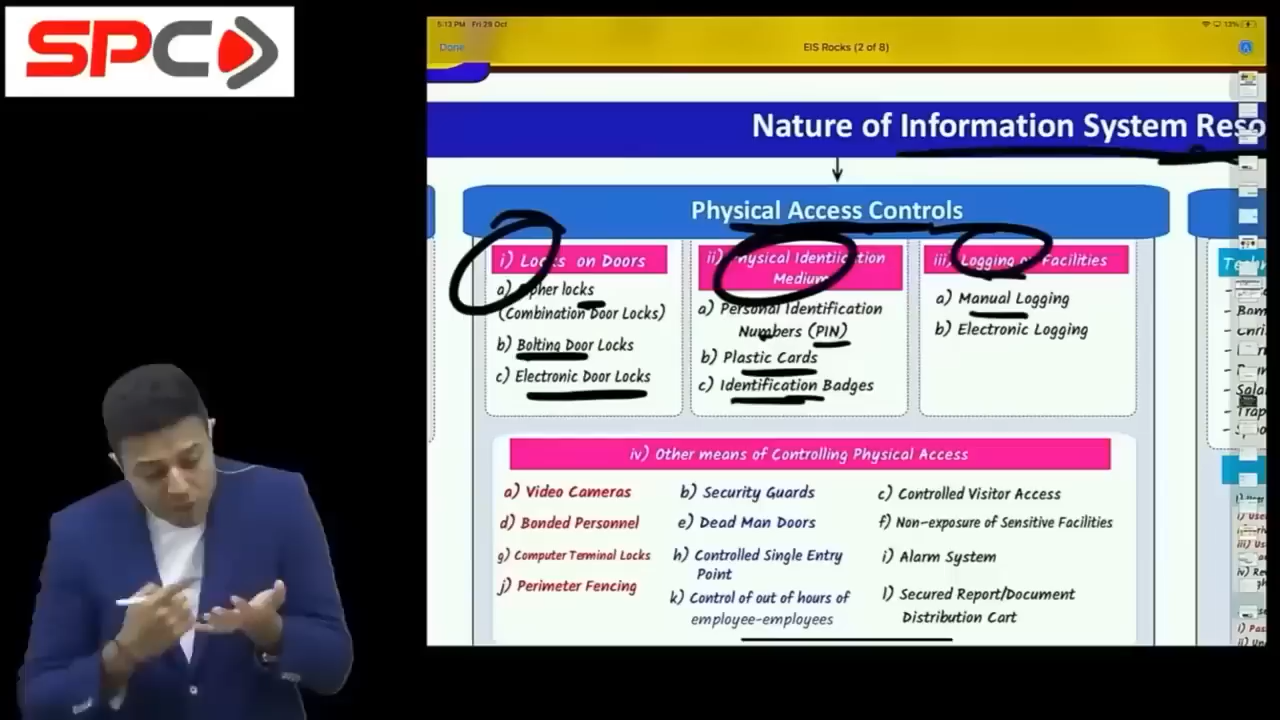 SPC
5:13 PM Fri 29 Oct
13%
Done
EIS Rocks (2 of 8)
Nature of Information System Reso
Physical Access Controls
i) Locks on Doors
a) Cipher locks
(Combination Door Locks)
b) Bolting Door Locks
c) Electronic Door Locks
ii) Physical Identiication
Medium
a) Personal Identification
Numbers (PIN)
b) Plastic Cards
c) Identification Badges
iii) Logging on Facilities
a) Manual Logging
b) Electronic Logging
iv) Other means of Controlling Physical Access
a) Video Cameras
b) Security Guards
c) Controlled Visitor Access
d) Bonded Personnel
e) Dead Man Doors
f) Non-exposure of Sensitive Facilities
g) Computer Terminal Locks
h) Controlled Single Entry
Point
i) Alarm System
j) Perimeter Fencing
k) Control of out of hours of
employee-employees
l) Secured Report/Document
Distribution Cart